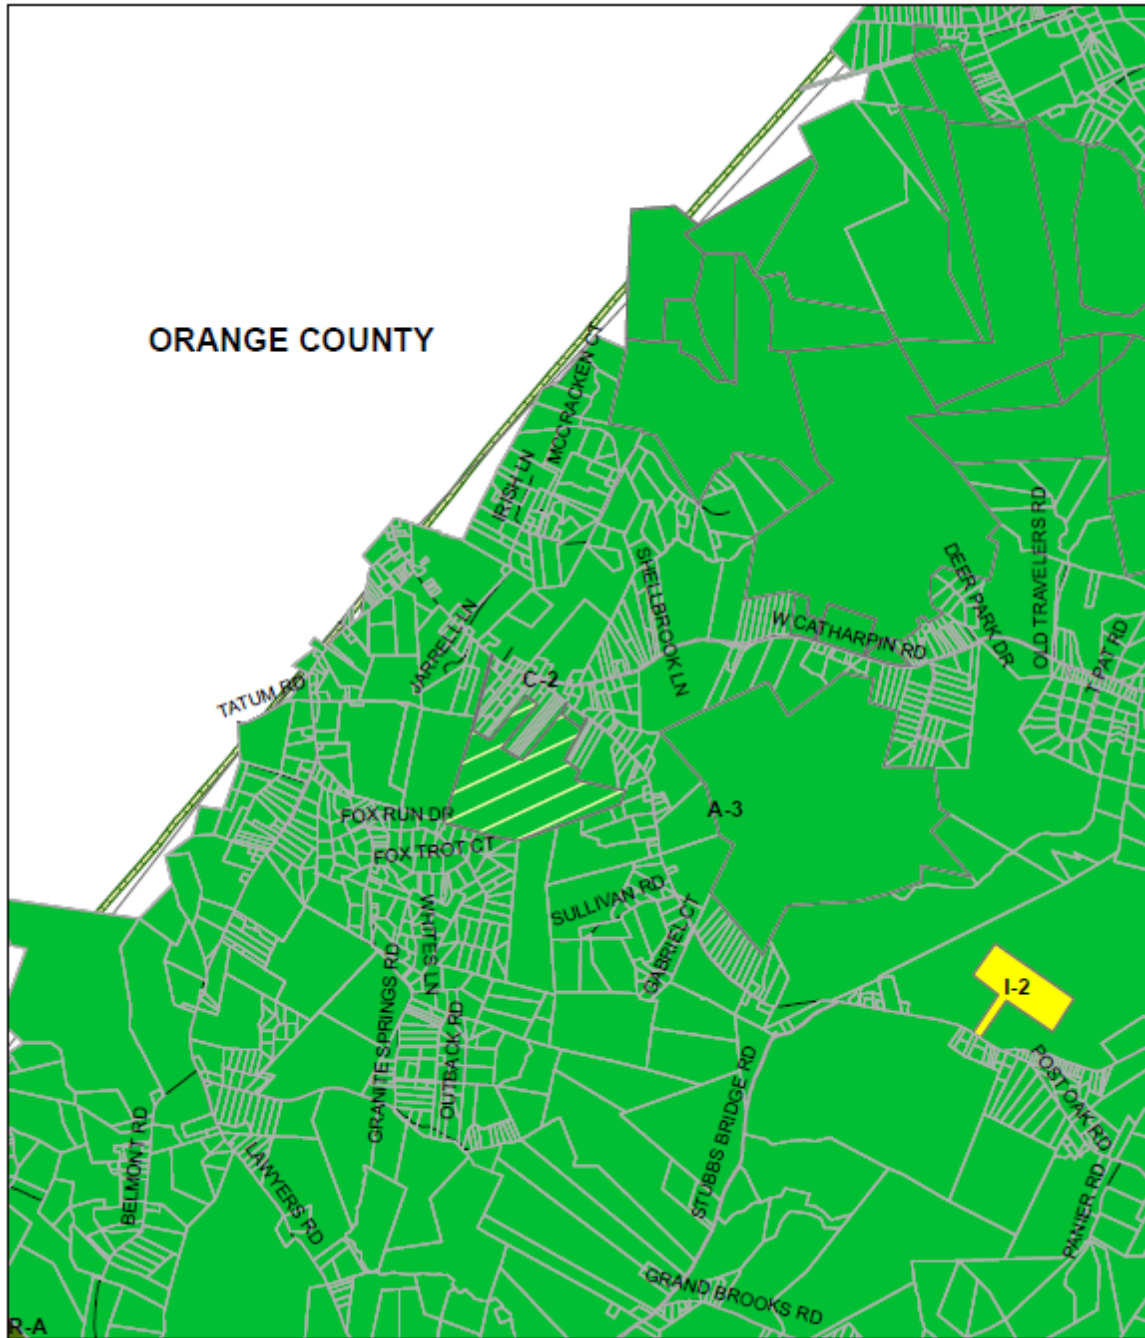 ORANGE COUNTY
MCCRACKEN CT
IRISH LN
SHELLBROOK LN
DEER PARK DR
OLD TRAVELERS RD
W CATHARPIN RD
T PAT RD
JARRELL LN
C-2
TATUM RD
FOX RUN DR
A-3
FOX TROT CT
SULLIVAN RD
WHITES LN
GABRIEL CT
GRANITE SPRINGS RD
OUTBACK RD
I-2
POST OAK RD
STUBBS BRIDGE RD
BELMONT RD
LAWYERS RD
PANIER RD
GRAND BROOKS RD
R-A